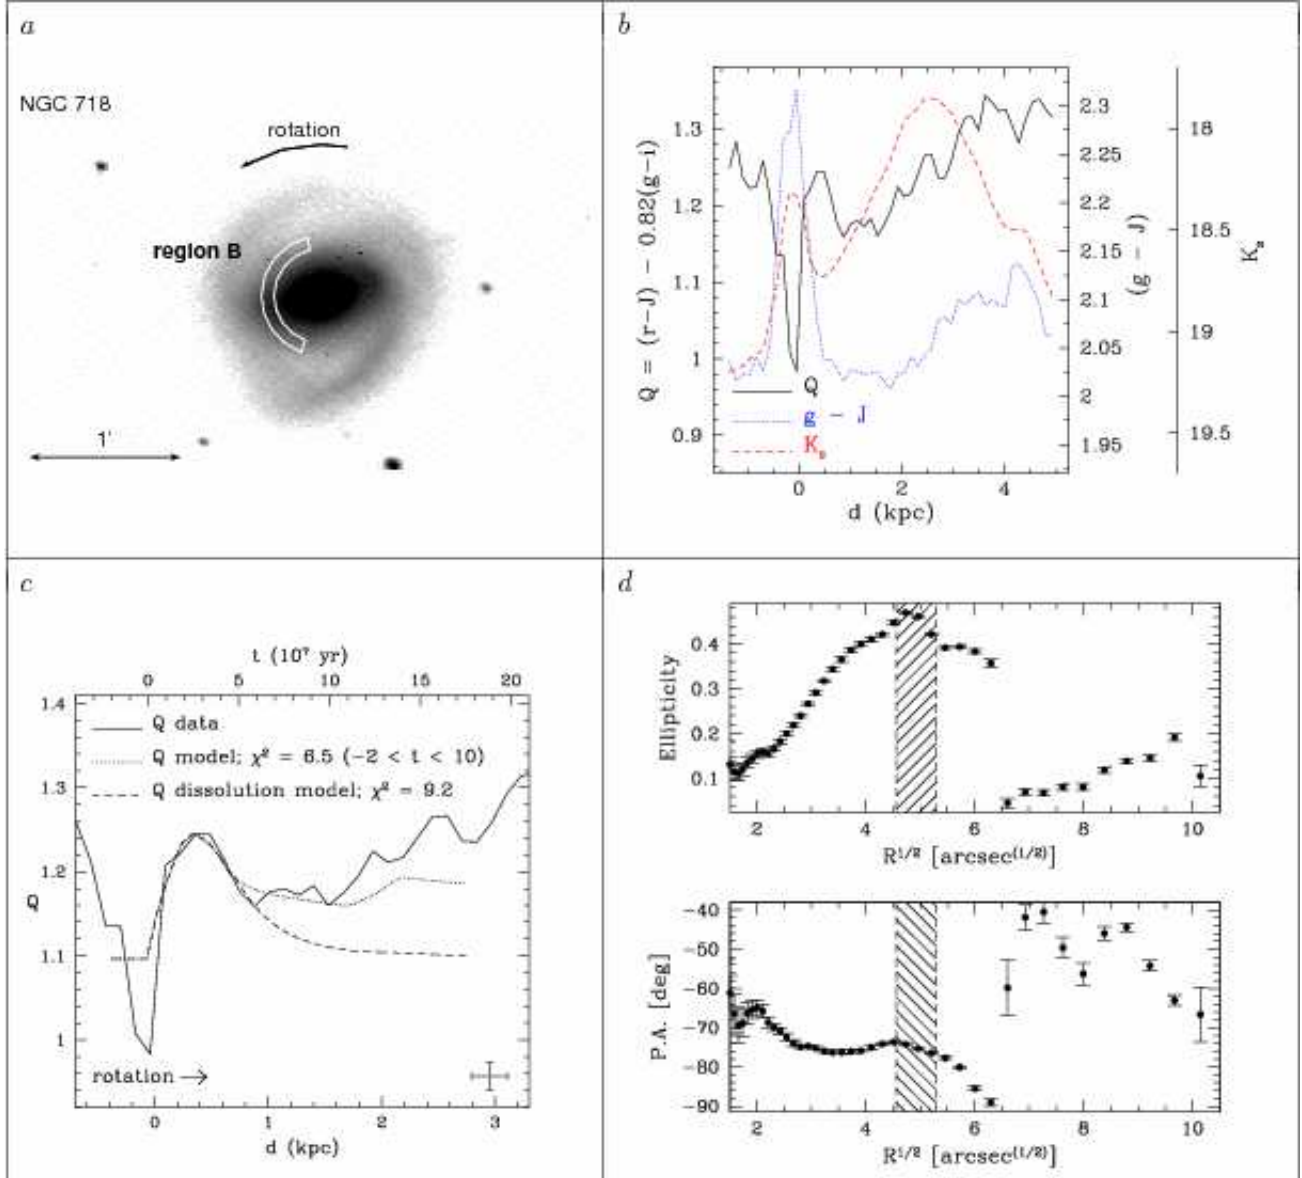 a
NGC 718
rotation
region B
1'
b
Q = (r-J) - 0.82(g-i)
1.3
1.2
1.1
1
0.9
Q
g - J
K_s
0 2 4
d (kpc)
2.3
2.25
2.2
2.15
2.1
2.05
2
1.95
(g - J)
18
18.5
19
19.5
K_s
c
t (10⁷ yr)
0 5 10 15 20
1.4
1.3
1.2
1.1
1
Q
Q data
Q model; χ² = 6.5 (-2 < t < 10)
Q dissolution model; χ² = 9.2
rotation →
0 1 2 3
d (kpc)
d
Ellipticity
0.4
0.3
0.2
0.1
2 4 6 8 10
R^1/2 [arcsec^(1/2)]
P.A. [deg]
-40
-50
-60
-70
-80
-90
2 4 6 8 10
R^1/2 [arcsec^(1/2)]